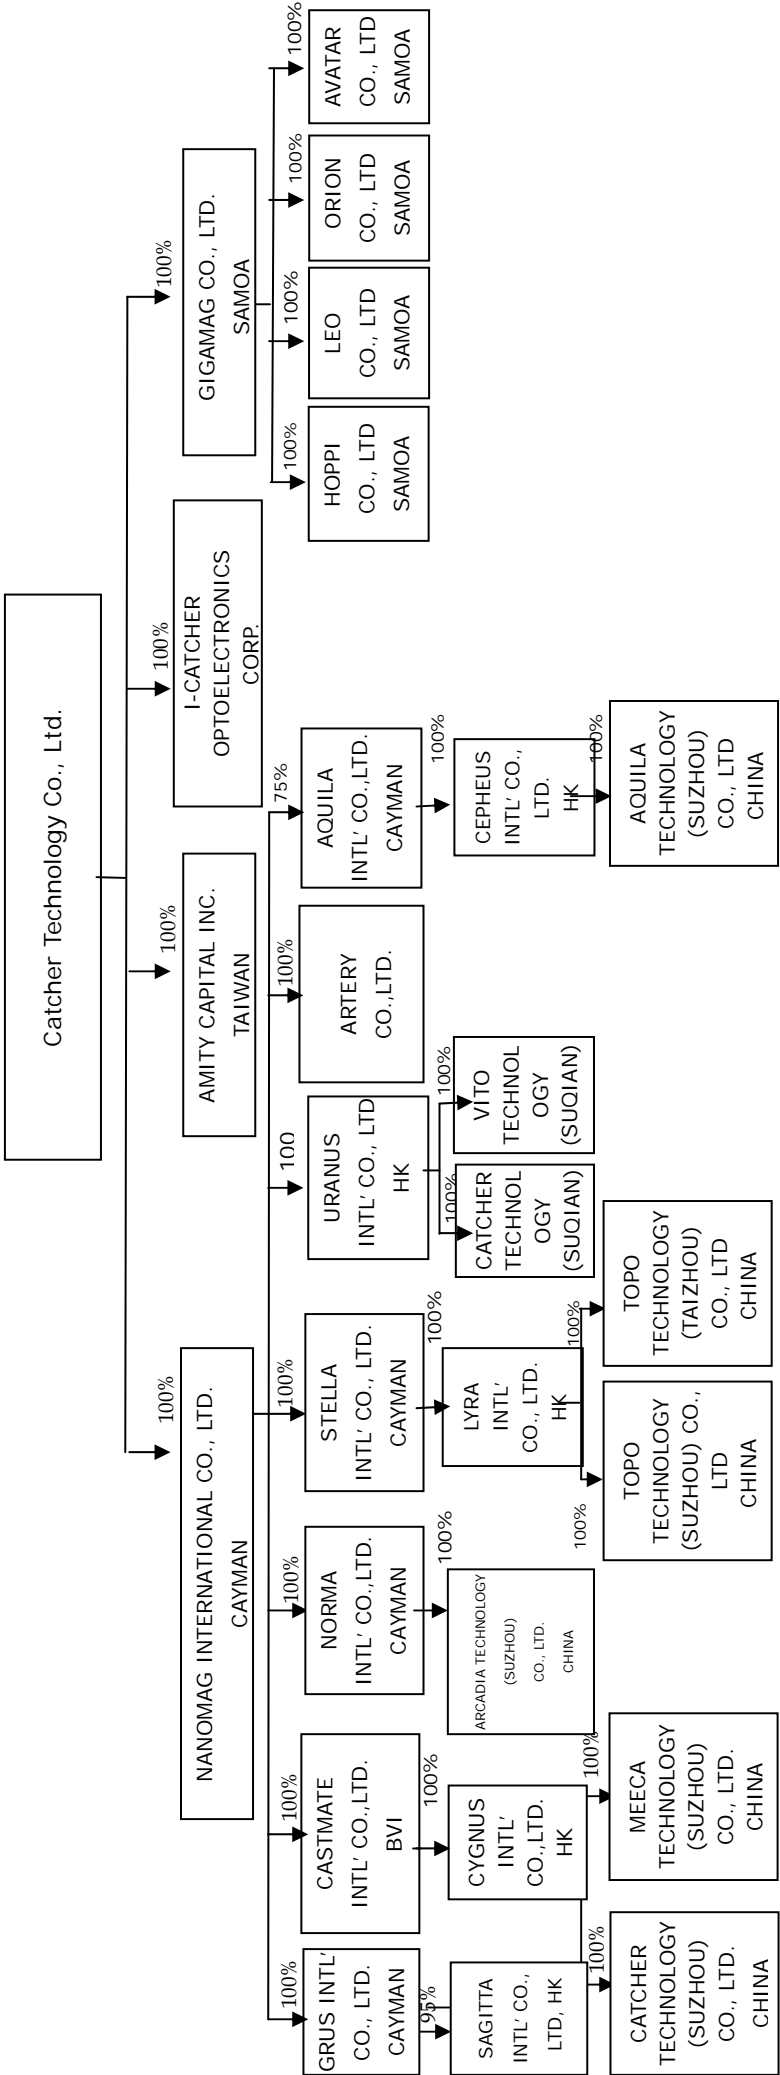 Catcher Technology Co., Ltd.
100%
NANOMAG INTERNATIONAL CO., LTD.
CAYMAN
100%
AMITY CAPITAL INC.
TAIWAN
100%
I-CATCHER
OPTOELECTRONICS
CORP.
100%
GIGAMAG CO., LTD.
SAMOA
100%
GRUS INTL'
CO., LTD.
CAYMAN
100%
CASTMATE
INTL' CO.,LTD.
BVI
100%
NORMA
INTL' CO.,LTD.
CAYMAN
100%
STELLA
INTL' CO., LTD.
CAYMAN
100
URANUS
INTL' CO., LTD
HK
100%
ARTERY
CO.,LTD.
75%
AQUILA
INTL' CO.,LTD.
CAYMAN
100%
HOPPI
CO., LTD
SAMOA
100%
LEO
CO., LTD
SAMOA
100%
ORION
CO., LTD
SAMOA
100%
AVATAR
CO., LTD
SAMOA
95%
SAGITTA
INTL' CO.,
LTD, HK
100%
CYGNUS
INTL'
CO.,LTD.
HK
100%
ARCADIA TECHNOLOGY
(SUZHOU)
CO., LTD.
CHINA
100%
LYRA
INTL'
CO., LTD.
HK
100%
CATCHER
TECHNOL
OGY
(SUQIAN)
100%
VITO
TECHNOL
OGY
(SUQIAN)
100%
CEPHEUS
INTL' CO.,
LTD.
HK
100%
CATCHER
TECHNOLOGY
(SUZHOU)
CO., LTD.
CHINA
100%
MEECA
TECHNOLOGY
(SUZHOU)
CO., LTD.
CHINA
100%
TOPO
TECHNOLOGY
(SUZHOU) CO.,
LTD
CHINA
100%
TOPO
TECHNOLOGY
(TAIZHOU)
CO., LTD
CHINA
100%
AQUILA
TECHNOLOGY
(SUZHOU)
CO., LTD
CHINA